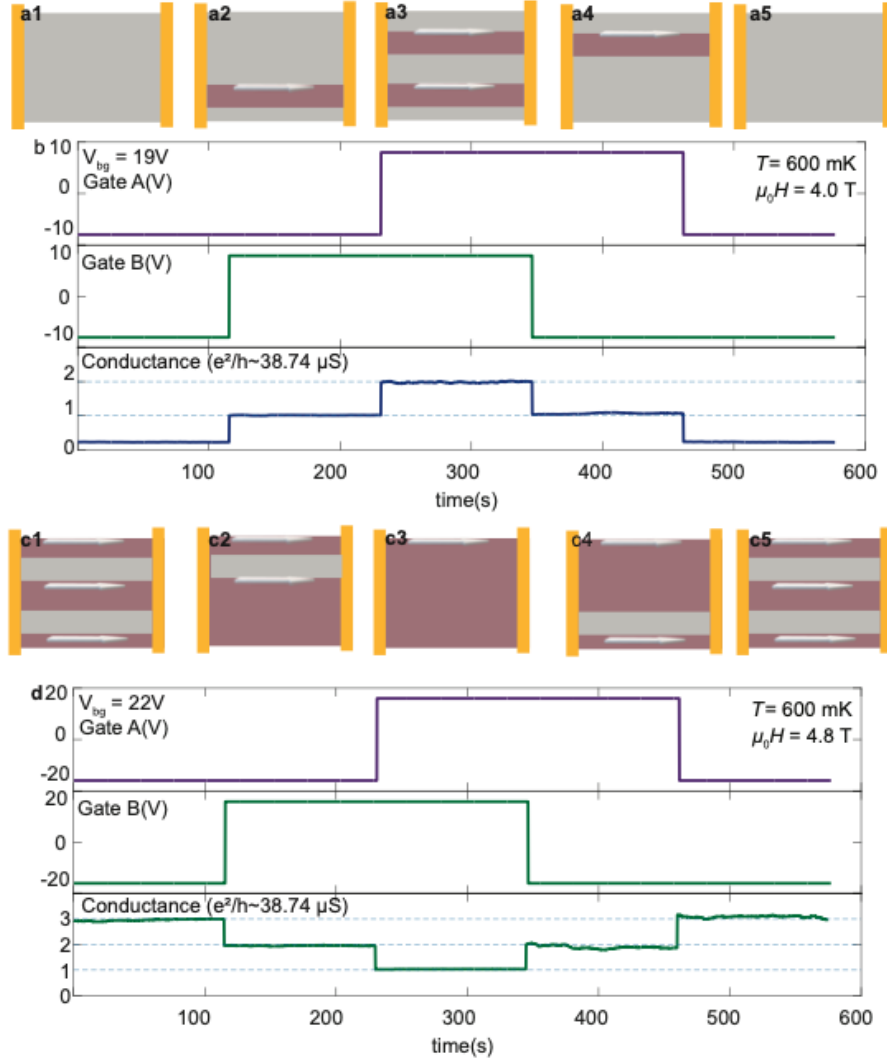 a1 a2 a3 a4 a5
b
10
V_bg = 19V
Gate A(V)
T = 600 mK
μ₀H = 4.0 T
0
-10
10
Gate B(V)
0
-10
Conductance (e²/h~38.74 µS)
2
1
0
100 200 300 400 500 600
time(s)
c1 c2 c3 c4 c5
d
20
V_bg = 22V
Gate A(V)
T = 600 mK
μ₀H = 4.8 T
0
-20
20
Gate B(V)
0
-20
Conductance (e²/h~38.74 µS)
3
2
1
0
100 200 300 400 500 600
time(s)